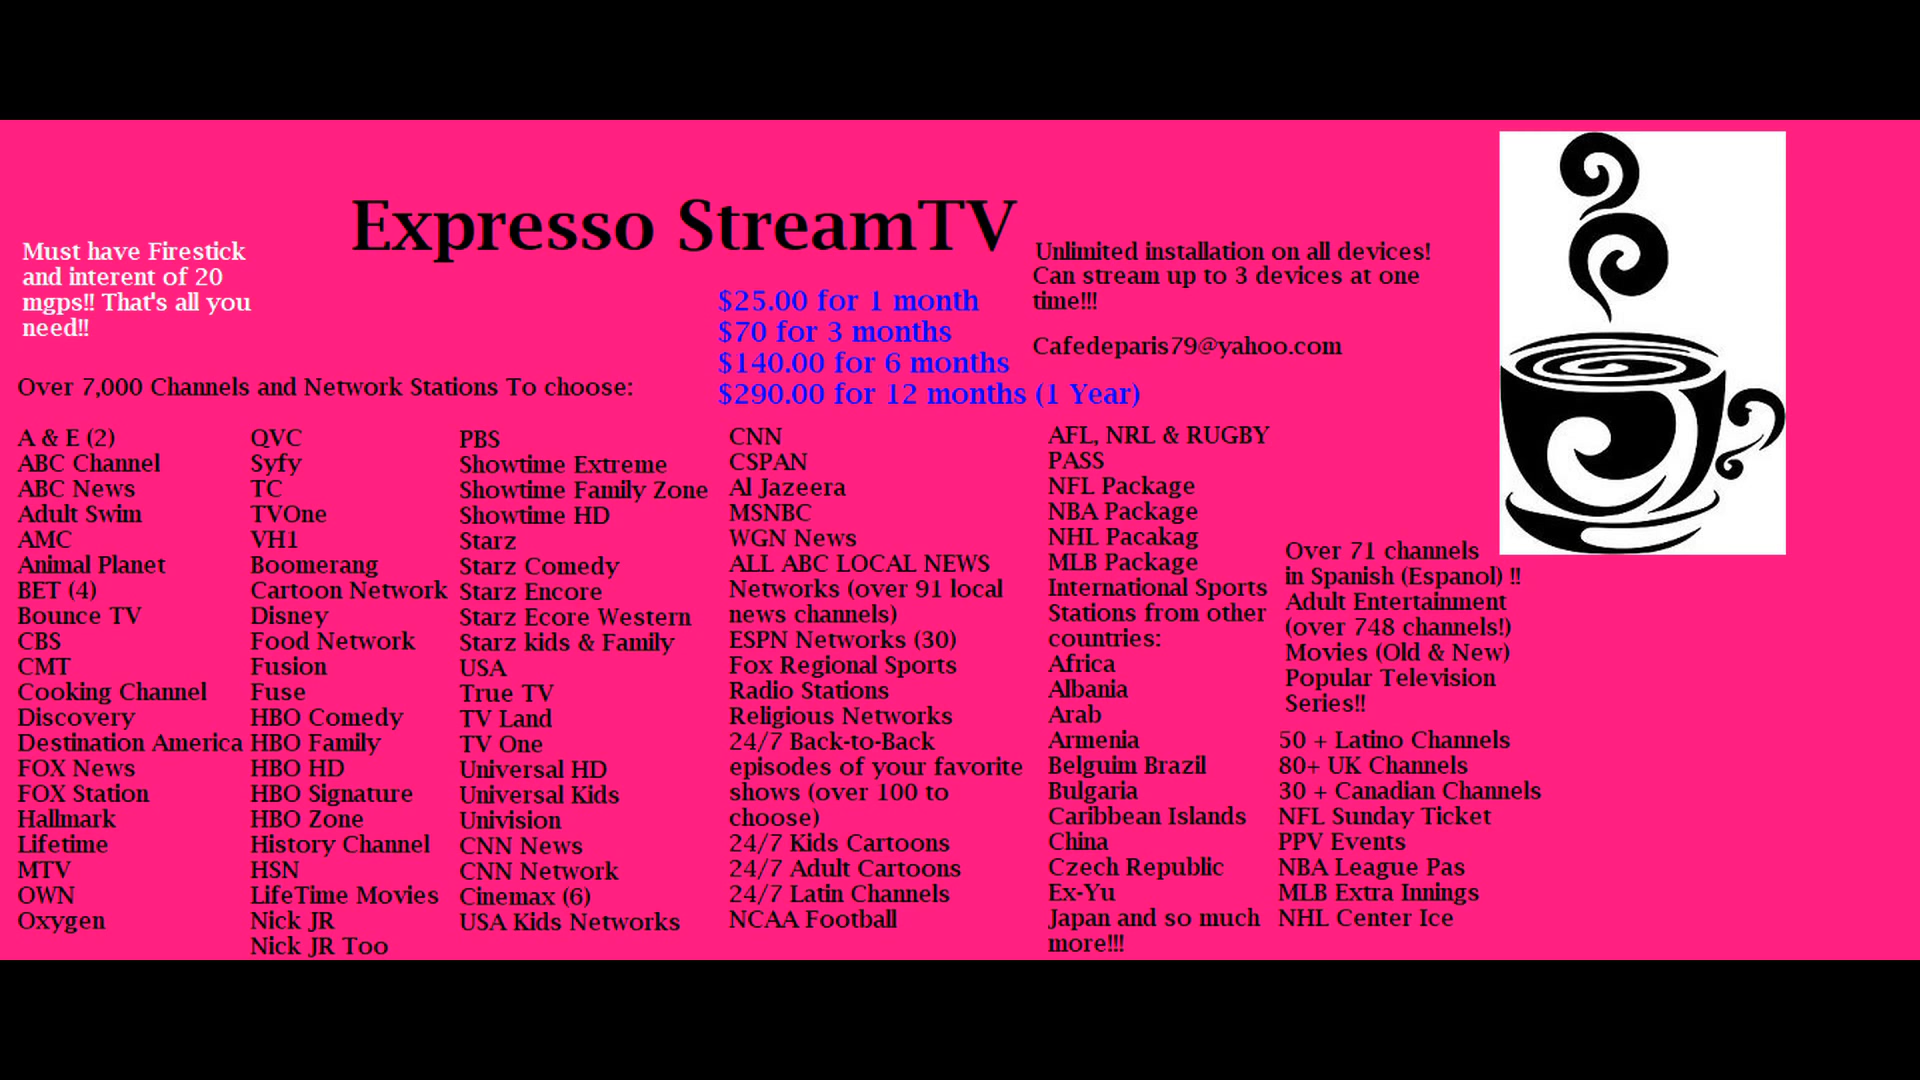 Expresso StreamTV
Must have Firestick
and interent of 20
mgps!! That's all you
need!!
Unlimited installation on all devices!
Can stream up to 3 devices at one
time!!!
Cafedeparis79@yahoo.com
$25.00 for 1 month
$70 for 3 months
$140.00 for 6 months
$290.00 for 12 months (1 Year)
Over 7,000 Channels and Network Stations To choose:
A & E (2)
ABC Channel
ABC News
Adult Swim
AMC
Animal Planet
BET (4)
Bounce TV
CBS
CMT
Cooking Channel
Discovery
Destination America
FOX News
FOX Station
Hallmark
Lifetime
MTV
OWN
Oxygen
QVC
Syfy
TC
TVOne
VH1
Boomerang
Cartoon Network
Disney
Food Network
Fusion
Fuse
HBO Comedy
HBO Family
HBO HD
HBO Signature
HBO Zone
History Channel
HSN
LifeTime Movies
Nick JR
Nick JR Too
PBS
Showtime Extreme
Showtime Family Zone
Showtime HD
Starz
Starz Comedy
Starz Encore
Starz Ecore Western
Starz kids & Family
USA
True TV
TV Land
TV One
Universal HD
Universal Kids
Univision
CNN News
CNN Network
Cinemax (6)
USA Kids Networks
CNN
CSPAN
Al Jazeera
MSNBC
WGN News
ALL ABC LOCAL NEWS
Networks (over 91 local
news channels)
ESPN Networks (30)
Fox Regional Sports
Radio Stations
Religious Networks
24/7 Back-to-Back
episodes of your favorite
shows (over 100 to
choose)
24/7 Kids Cartoons
24/7 Adult Cartoons
24/7 Latin Channels
NCAA Football
AFL, NRL & RUGBY
PASS
NFL Package
NBA Package
NHL Pacakag
MLB Package
International Sports
Stations from other
countries:
Africa
Albania
Arab
Armenia
Belguim Brazil
Bulgaria
Caribbean Islands
China
Czech Republic
Ex-Yu
Japan and so much
more!!!
Over 71 channels
in Spanish (Espanol) !!
Adult Entertainment
(over 748 channels!)
Movies (Old & New)
Popular Television
Series!!
50 + Latino Channels
80+ UK Channels
30 + Canadian Channels
NFL Sunday Ticket
PPV Events
NBA League Pas
MLB Extra Innings
NHL Center Ice